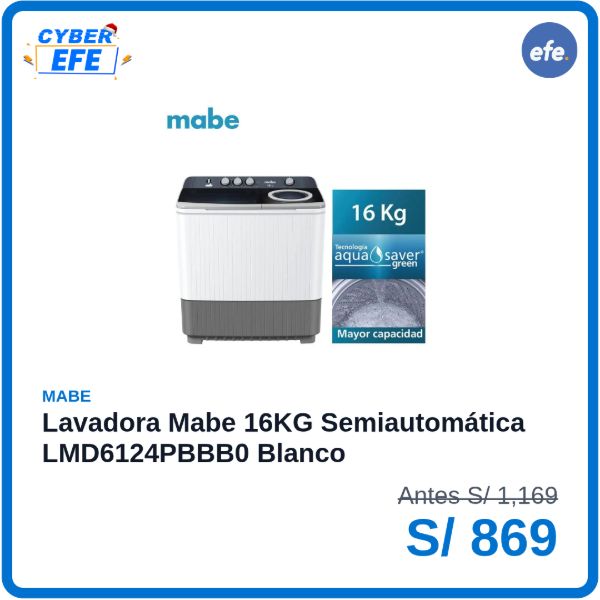 CYBER
EFE
efe.
mabe
mabe
16 Kg
Tecnología
aqua saver®
green
Mayor capacidad
MABE
Lavadora Mabe 16KG Semiautomática
LMD6124PBBB0 Blanco
Antes S/ 1,169
S/ 869